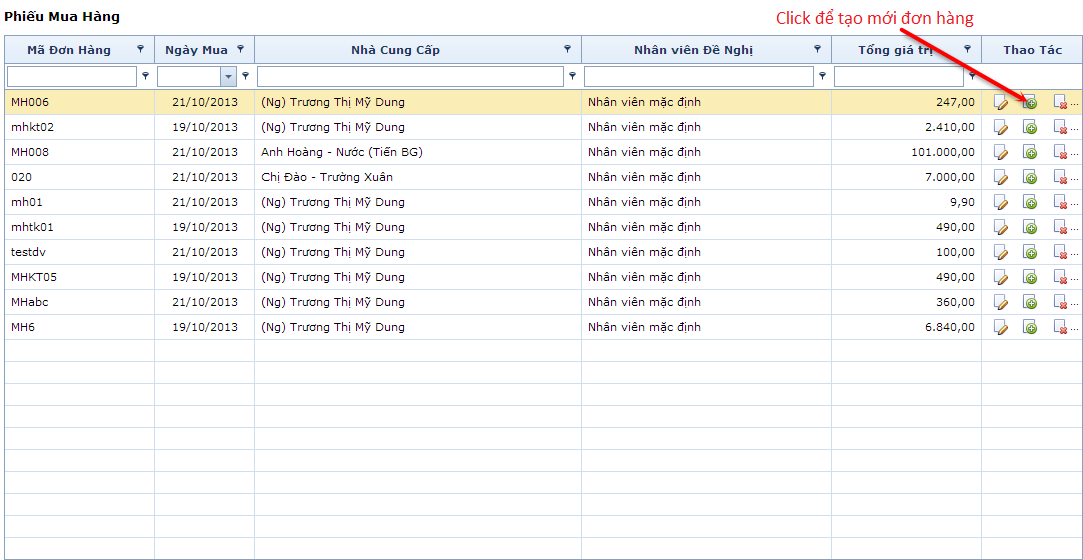 Phiếu Mua Hàng
Click để tạo mới đơn hàng
Mã Đơn Hàng Ngày Mua Nhà Cung Cấp Nhân viên Đề Nghị Tổng giá trị Thao Tác
MH006 21/10/2013 (Ng) Trương Thị Mỹ Dung Nhân viên mặc định 247,00 ...
mhkt02 19/10/2013 (Ng) Trương Thị Mỹ Dung Nhân viên mặc định 2.410,00 ...
MH008 21/10/2013 Anh Hoàng - Nước (Tiến BG) Nhân viên mặc định 101.000,00 ...
020 21/10/2013 Chị Đào - Trường Xuân Nhân viên mặc định 7.000,00 ...
mh01 21/10/2013 (Ng) Trương Thị Mỹ Dung Nhân viên mặc định 9,90 ...
mhtk01 19/10/2013 (Ng) Trương Thị Mỹ Dung Nhân viên mặc định 490,00 ...
testdv 21/10/2013 (Ng) Trương Thị Mỹ Dung Nhân viên mặc định 100,00 ...
MHKT05 19/10/2013 (Ng) Trương Thị Mỹ Dung Nhân viên mặc định 490,00 ...
MHabc 21/10/2013 (Ng) Trương Thị Mỹ Dung Nhân viên mặc định 360,00 ...
MH6 19/10/2013 (Ng) Trương Thị Mỹ Dung Nhân viên mặc định 6.840,00 ...